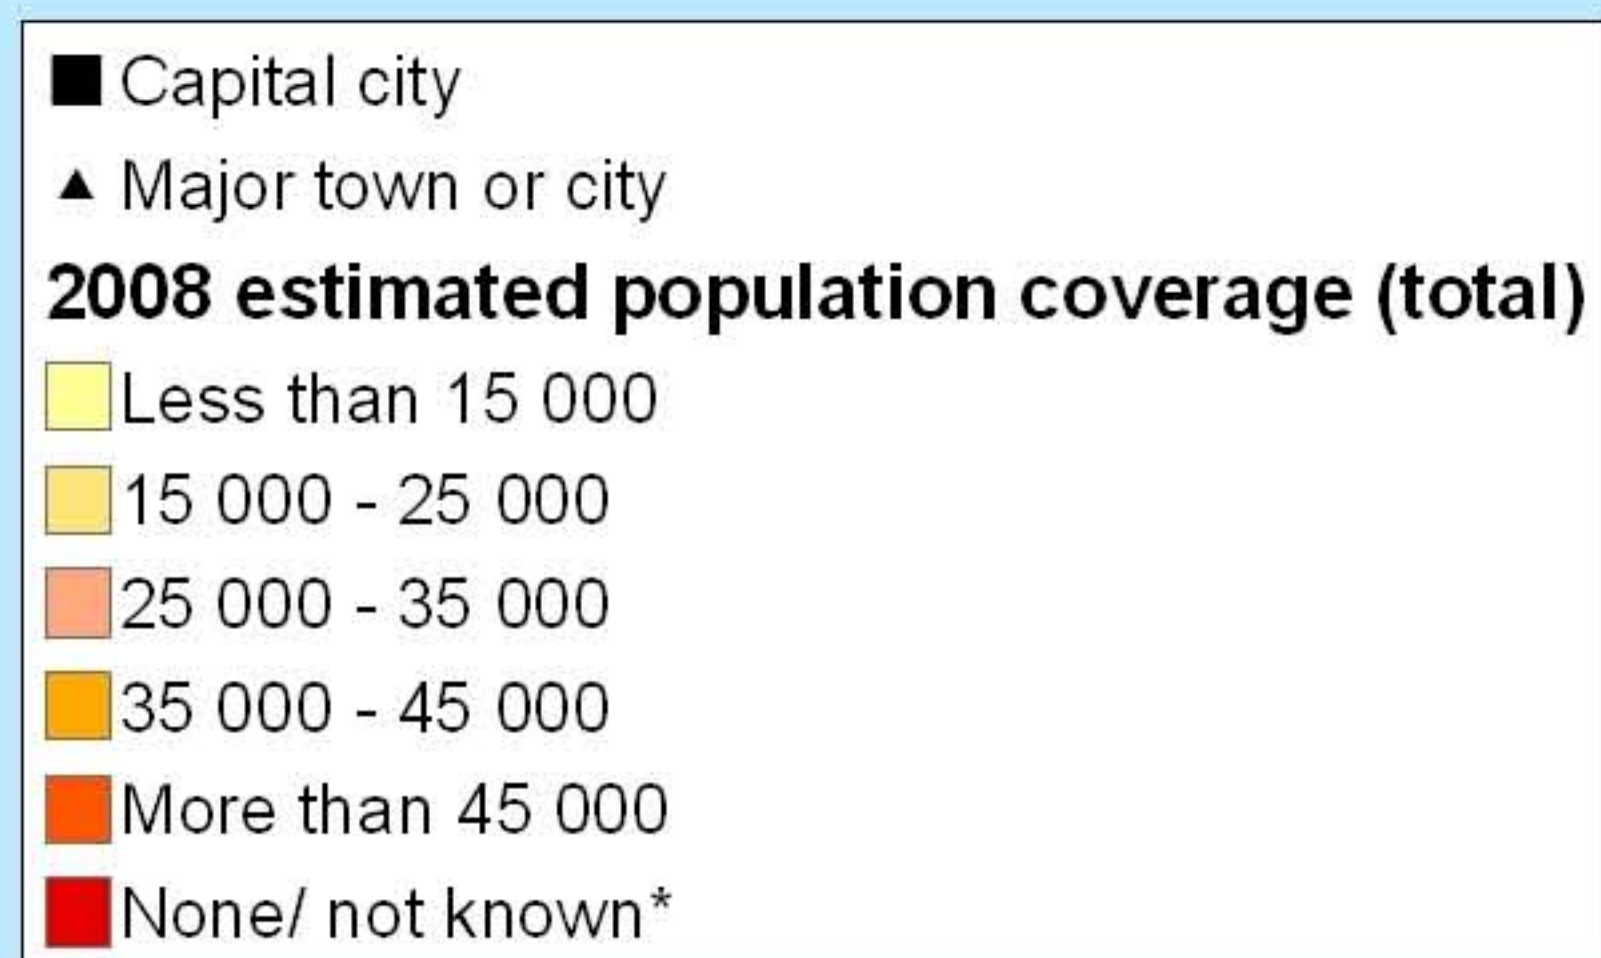 Capital city
Major town or city
2008 estimated population coverage (total)
Less than 15 000
15 000 - 25 000
25 000 - 35 000
35 000 - 45 000
More than 45 000
None/ not known*